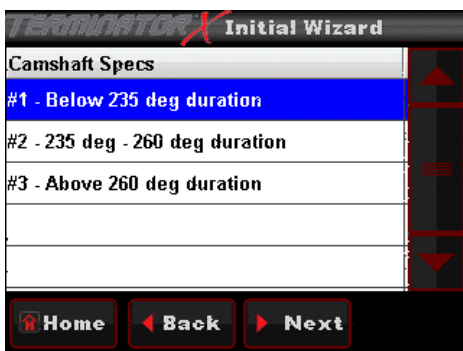 TERMINATOR X Initial Wizard
Camshaft Specs
#1 - Below 235 deg duration
#2 - 235 deg - 260 deg duration
#3 - Above 260 deg duration
Home Back Next